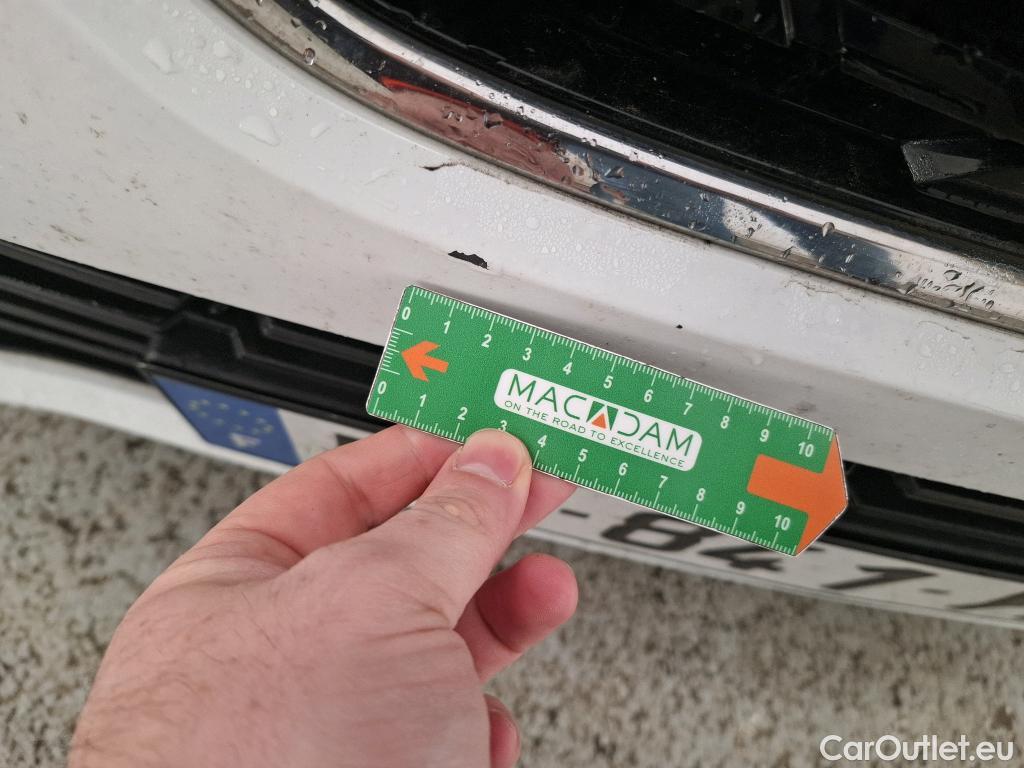 0 1 2 3 4 5 6 7 8 9 10
MACADAM
ON THE ROAD TO EXCELLENCE
0 1 2 3 4 5 6 7 8 9 10
-841-
CarOutlet.eu